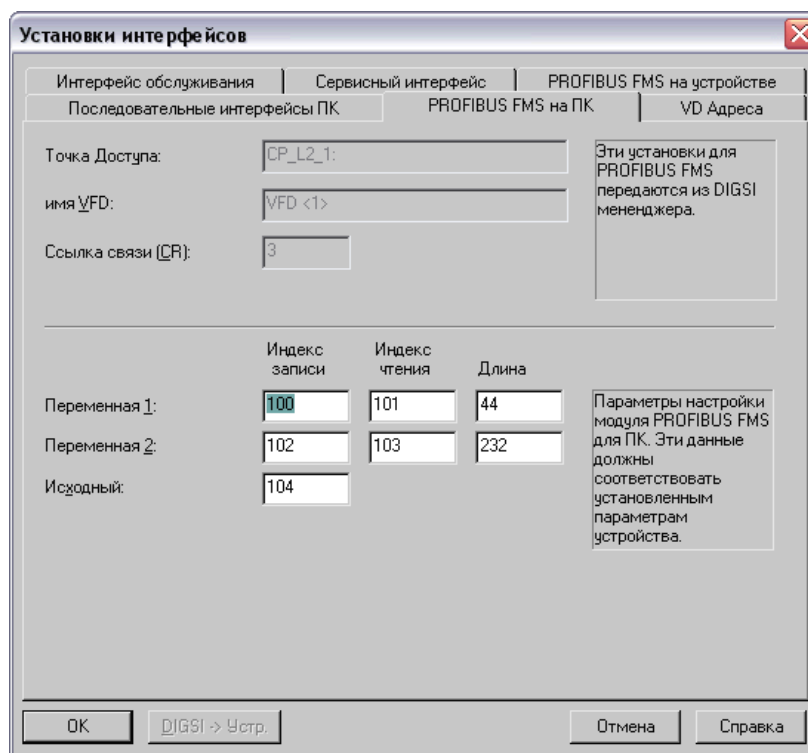 Установки интерфейсов
Интерфейс обслуживания
Сервисный интерфейс
PROFIBUS FMS на устройстве
Последовательные интерфейсы ПК
PROFIBUS FMS на ПК
VD Адреса
Точка Доступа:
CP_L2_1:
имя VFD:
VFD <1>
Ссылка связи (CR):
3
Эти установки для
PROFIBUS FMS
передаются из DIGSI
мененджера.
Индекс
записи
Индекс
чтения
Длина
Переменная 1:
100
101
44
Переменная 2:
102
103
232
Исходный:
104
Параметры настройки
модуля PROFIBUS FMS
для ПК. Эти данные
должны
соответствовать
установленным
параметрам
устройства.
OK
DIGSI -> Устр.
Отмена
Справка